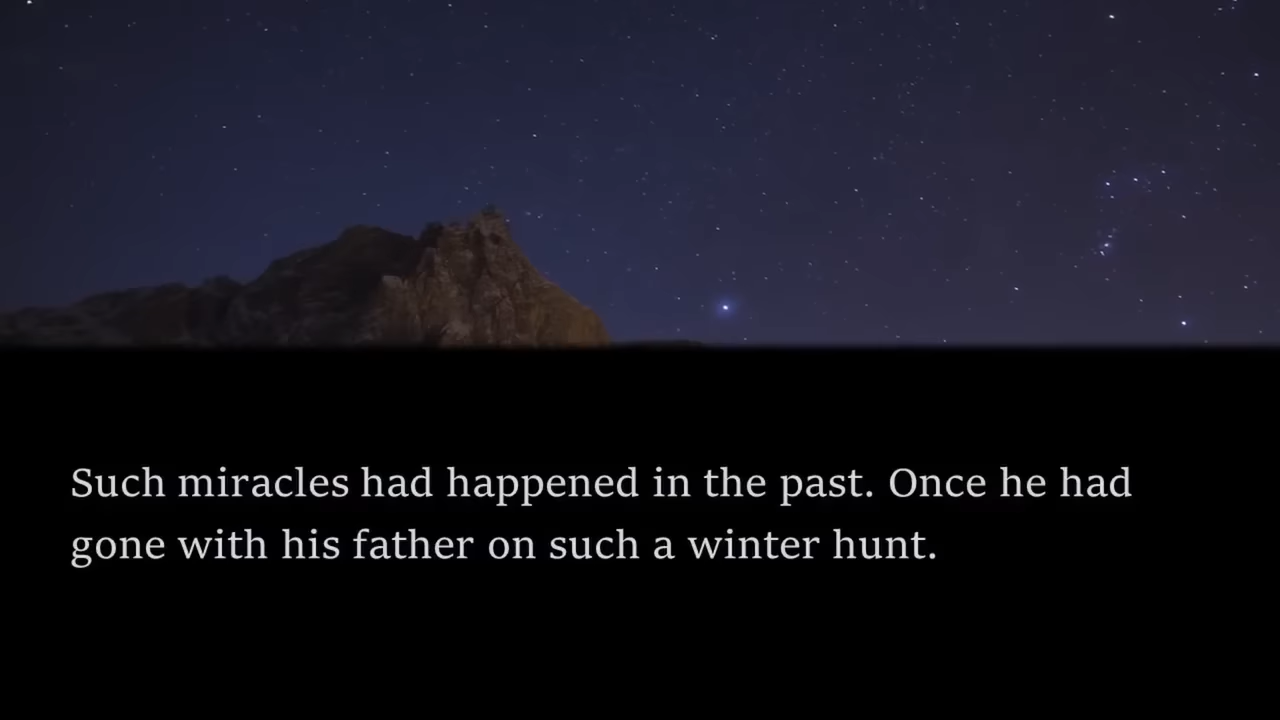 Such miracles had happened in the past. Once he had
gone with his father on such a winter hunt.